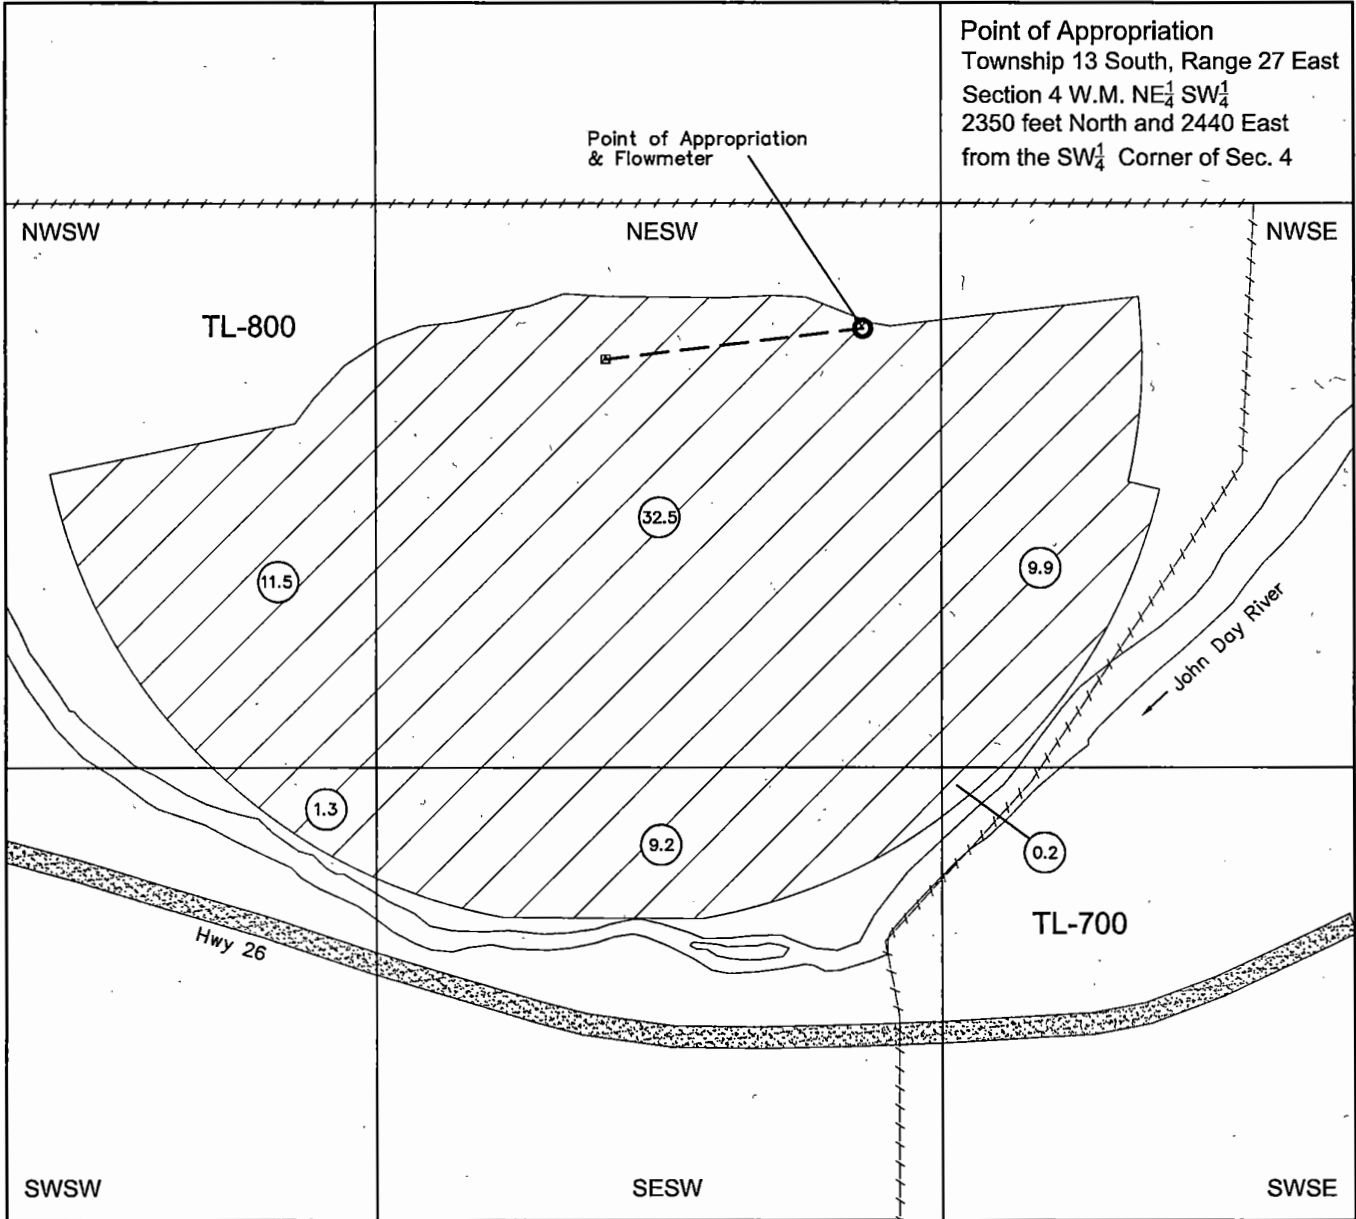 Point of Appropriation
Township 13 South, Range 27 East
Section 4 W.M. NE¼ SW¼
2350 feet North and 2440 East
from the SW¼ Corner of Sec. 4
Point of Appropriation
& Flowmeter
NWSW
NESW
NWSE
TL-800
32.5
11.5
9.9
John Day River
1.3
9.2
0.2
TL-700
Hwy 26
SWSW
SESW
SWSE